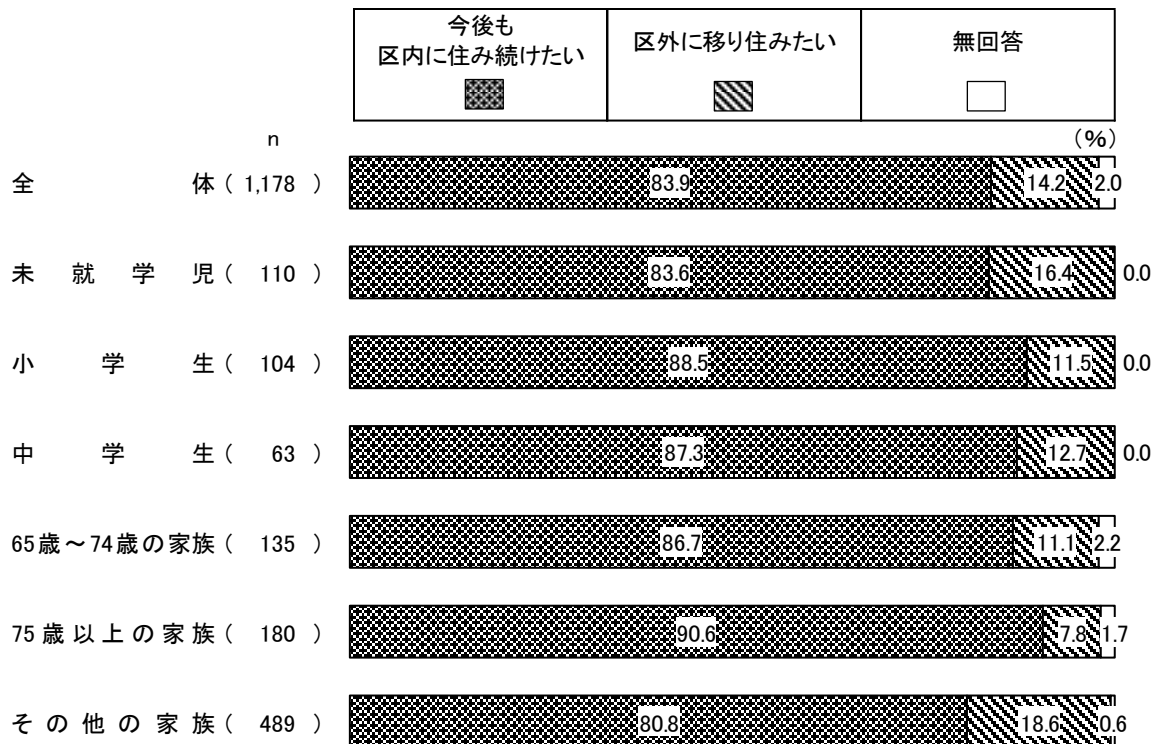 今後も
区内に住み続けたい
区外に移り住みたい
無回答
n
(%)
全体( 1,178 ) 83.9 14.2 2.0
未就学児( 110 ) 83.6 16.4 0.0
小学生( 104 ) 88.5 11.5 0.0
中学生( 63 ) 87.3 12.7 0.0
65歳～74歳の家族( 135 ) 86.7 11.1 2.2
75歳以上の家族( 180 ) 90.6 7.8 1.7
その他の家族( 489 ) 80.8 18.6 0.6